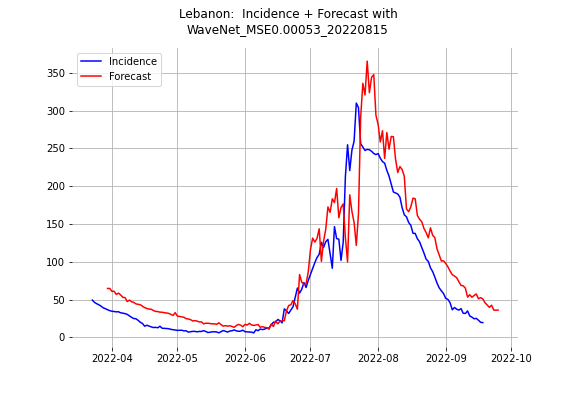 Lebanon:  Incidence + Forecast with
WaveNet_MSE0.00053_20220815
Incidence
Forecast
350
300
250
200
150
100
50
0
2022-04 2022-05 2022-06 2022-07 2022-08 2022-09 2022-10